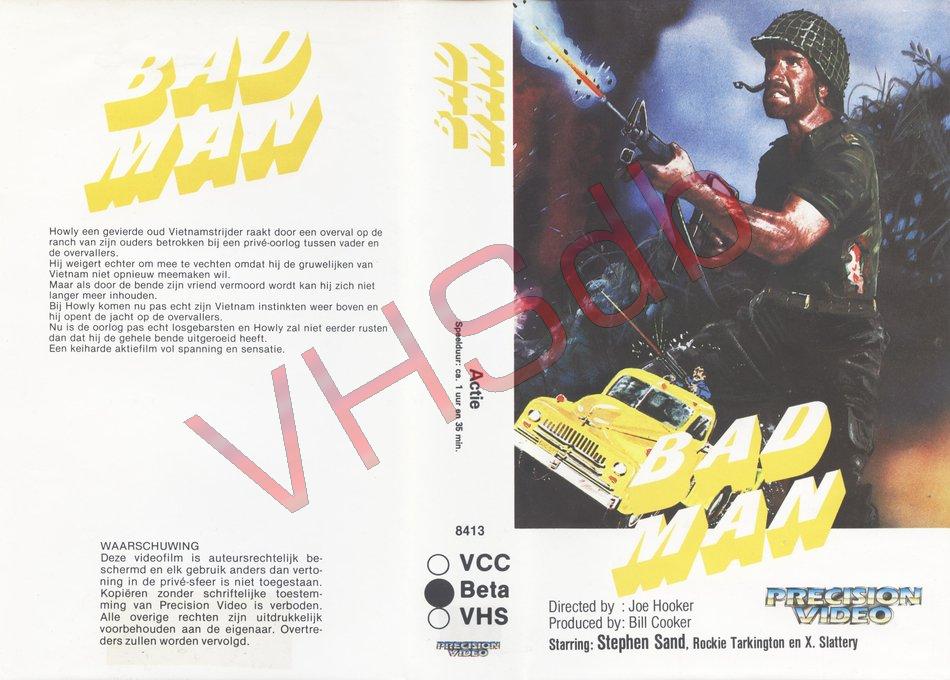 BAD
MAN
Howly een gevierde oud Vietnamstrijder raakt door een overval op de
ranch van zijn ouders betrokken bij een privé-oorlog tussen vader en
de overvallers.
Hij weigert echter om mee te vechten omdat hij de gruwelijken van
Vietnam niet opnieuw meemaken wil.
Maar als door de bende zijn vriend vermoord wordt kan hij zich niet
langer meer inhouden.
Bij Howly komen nu pas echt zijn Vietnam instinkten weer boven en
hij opent de jacht op de overvallers.
Nu is de oorlog pas echt losgebarsten en Howly zal niet eerder rusten
dan dat hij de gehele bende uitgeroeid heeft.
Een keiharde aktiefilm vol spanning en sensatie.
WAARSCHUWING
Deze videofilm is auteursrechtelijk be-
schermd en elk gebruik anders dan verto-
ning in de privé-sfeer is niet toegestaan.
Kopiëren zonder schriftelijke toestem-
ming van Precision Video is verboden.
Alle overige rechten zijn uitdrukkelijk
voorbehouden aan de eigenaar. Overtre-
ders zullen worden vervolgd.
BAD
MAN
Actie
Speelduur: ca. 1 uur en 35 min.
8413
VCC
Beta
VHS
PRECISION
VIDEO
BAD
MAN
Directed by : Joe Hooker
Produced by: Bill Cooker
Starring: Stephen Sand, Rockie Tarkington en X. Slattery
PRECISION
VIDEO
VHSdb